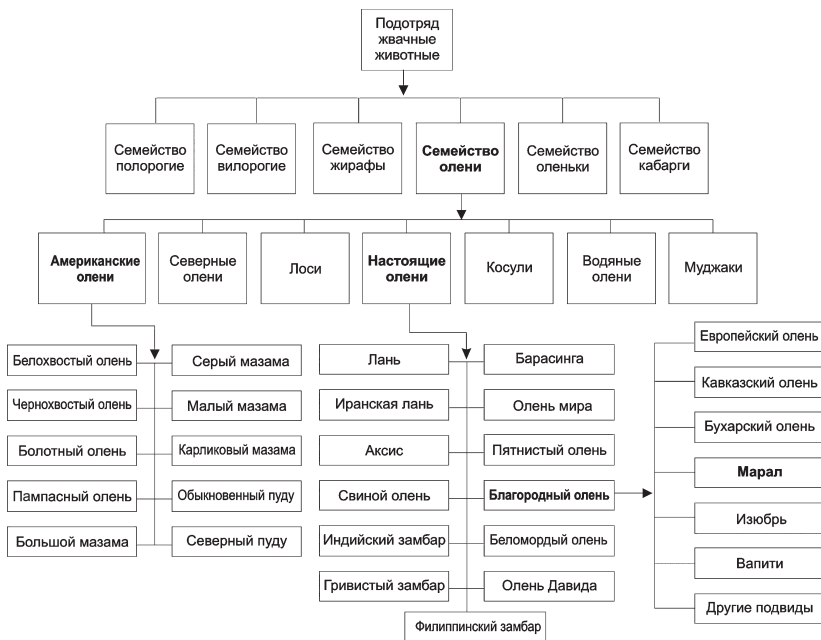 Подотряд
жвачные
животные
Семейство
полорогие
Семейство
вилорогие
Семейство
жирафы
Семейство
олени
Семейство
оленьки
Семейство
кабарги
Американские
олени
Северные
олени
Лоси
Настоящие
олени
Косули
Водяные
олени
Муджаки
Белохвостый олень
Серый мазама
Чернохвостый олень
Малый мазама
Болотный олень
Карликовый мазама
Пампасный олень
Обыкновенный пуду
Большой мазама
Северный пуду
Лань
Барасинга
Иранская лань
Олень мира
Аксис
Пятнистый олень
Свиной олень
Благородный олень
Индийский замбар
Беломордый олень
Гривистый замбар
Олень Давида
Филиппинский замбар
Европейский олень
Кавказский олень
Бухарский олень
Марал
Изюбрь
Вапити
Другие подвиды